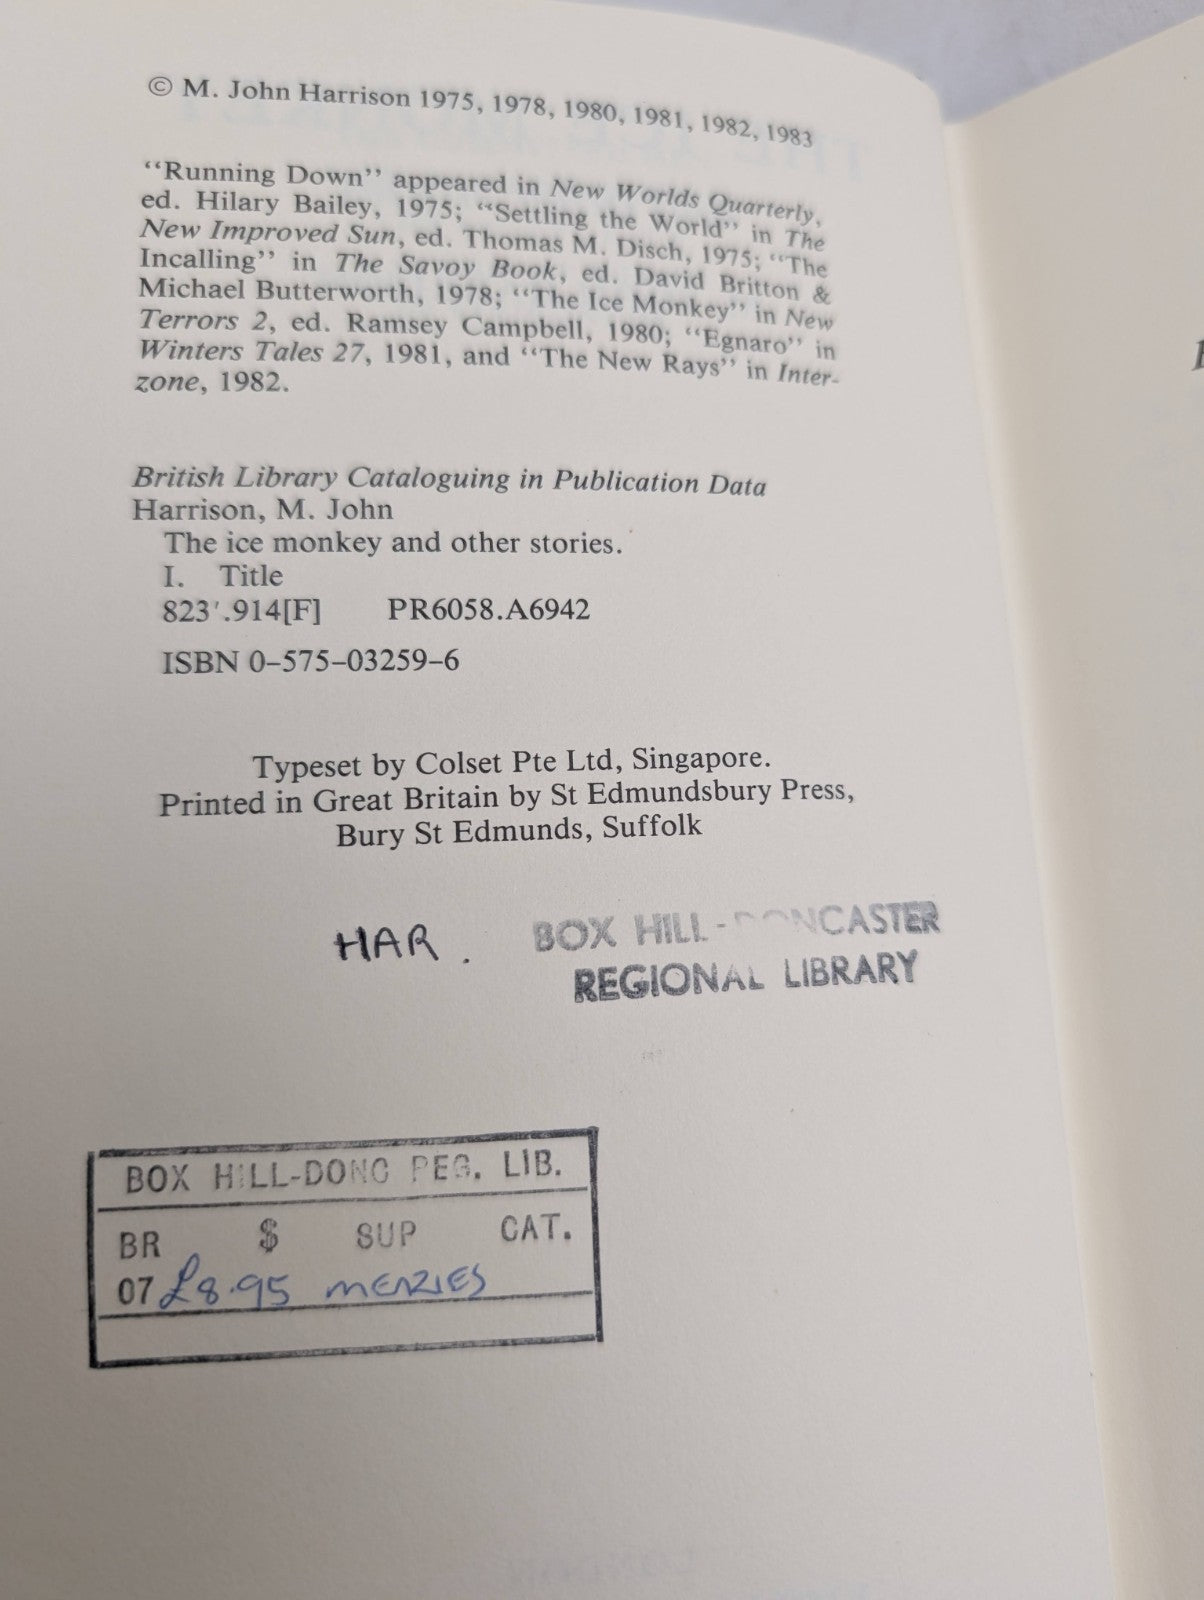 © M. John Harrison 1975, 1978, 1980, 1981, 1982, 1983
“Running Down” appeared in New Worlds Quarterly,
ed. Hilary Bailey, 1975; “Settling the World” in The
New Improved Sun, ed. Thomas M. Disch, 1975; “The
Incalling” in The Savoy Book, ed. David Britton &
Michael Butterworth, 1978; “The Ice Monkey” in New
Terrors 2, ed. Ramsey Campbell, 1980; “Egnaro” in
Winters Tales 27, 1981, and “The New Rays” in Inter-
zone, 1982.
British Library Cataloguing in Publication Data
Harrison, M. John
The ice monkey and other stories.
I. Title
823'.914[F] PR6058.A6942
ISBN 0–575–03259–6
Typeset by Colset Pte Ltd, Singapore.
Printed in Great Britain by St Edmundsbury Press,
Bury St Edmunds, Suffolk
HAR.
BOX HILL-DONCASTER
REGIONAL LIBRARY
BOX HILL-DONC REG. LIB.
BR $ SUP CAT.
07 £8.95 MENZIES